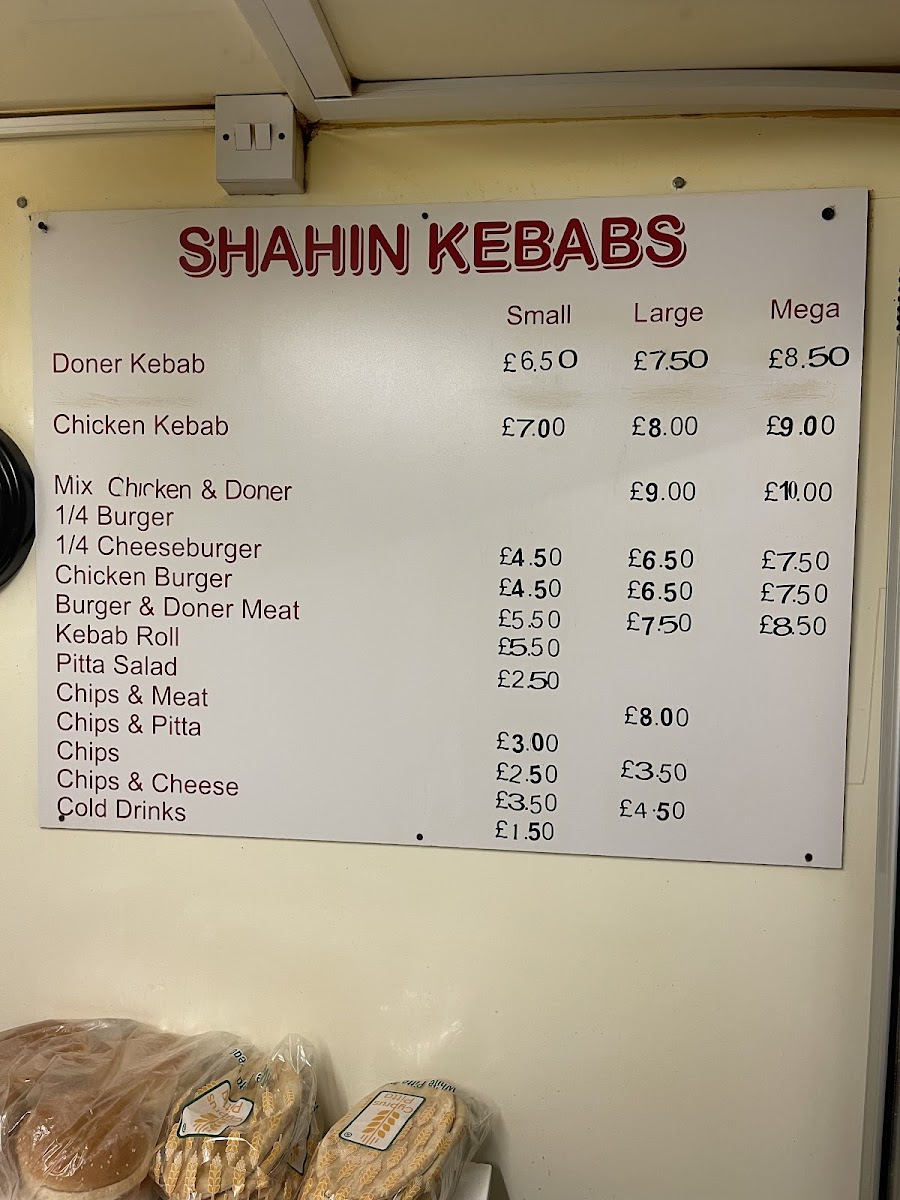 SHAHIN KEBABS
Small Large Mega
Doner Kebab £6.50 £7.50 £8.50
Chicken Kebab £7.00 £8.00 £9.00
Mix Chicken & Doner £9.00 £10.00
1/4 Burger
1/4 Cheeseburger £4.50 £6.50 £7.50
Chicken Burger £4.50 £6.50 £7.50
Burger & Doner Meat £5.50 £7.50 £8.50
Kebab Roll £5.50
Pitta Salad £2.50
Chips & Meat £8.00
Chips & Pitta £3.00
Chips £2.50 £3.50
Chips & Cheese £3.50 £4.50
Cold Drinks £1.50
Cyprus
Pitta